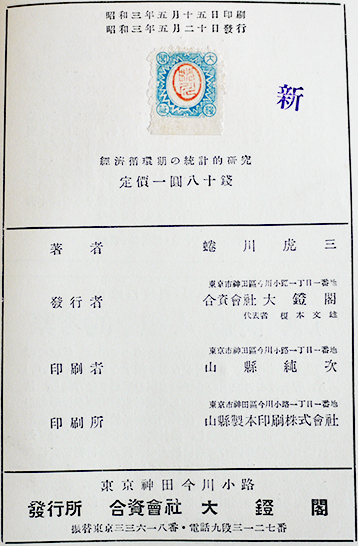 昭和三年五月十五日印刷
昭和三年五月二十日發行
新
經濟循環期の統計的硏究
定價一圓八十錢
著者 蜷川虎三
東京市神田區今川小路一丁目一番地
發行者 合資會社 大鐙閣
代表者 榎本文雄
東京市神田區今川小路一丁目一番地
印刷者 山縣純次
東京市神田區今川小路一丁目一番地
印刷所 山縣製本印刷株式會社
東京神田今川小路
發行所 合資會社 大鐙閣
振替東京三三六一八番・電話九段三一二七番